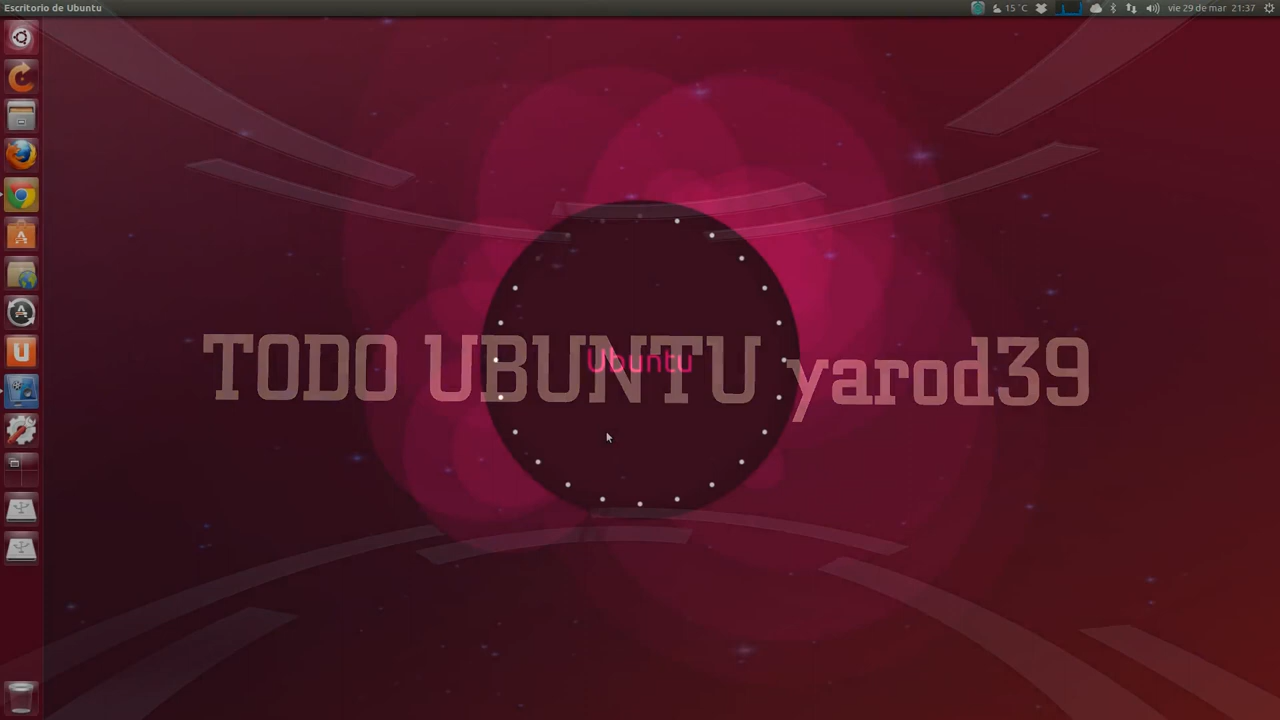 Escritorio de Ubuntu
15 °C
vie 29 de mar 21:37
TODO UBUNTU yarod39
Ubuntu